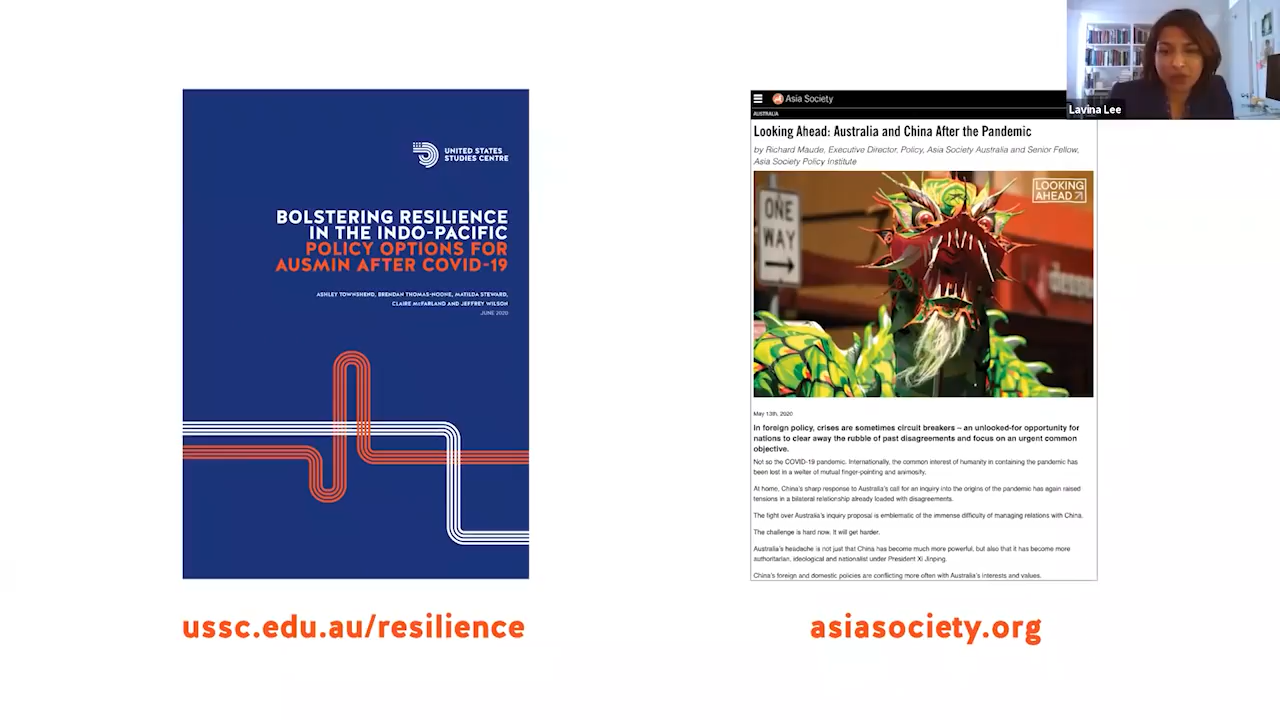 UNITED STATES
STUDIES CENTRE
BOLSTERING RESILIENCE
IN THE INDO-PACIFIC
POLICY OPTIONS FOR
AUSMIN AFTER COVID-19
ASHLEY TOWNSHEND, BRENDAN THOMAS-NOONE, MATILDA STEWARD,
CLAIRE McFARLAND AND JEFFREY WILSON
JUNE 2020
ussc.edu.au/resilience
Asia Society
AUSTRALIA
Looking Ahead: Australia and China After the Pandemic
by Richard Maude, Executive Director, Policy, Asia Society Australia and Senior Fellow,
Asia Society Policy Institute
ONE
WAY
LOOKING
AHEAD
May 13th, 2020
In foreign policy, crises are sometimes circuit breakers – an unlooked-for opportunity for
nations to clear away the rubble of past disagreements and focus on an urgent common
objective.
Not so the COVID-19 pandemic. Internationally, the common interest of humanity in containing the pandemic has
been lost in a welter of mutual finger-pointing and animosity.
At home, China's sharp response to Australia's call for an inquiry into the origins of the pandemic has again raised
tensions in a bilateral relationship already loaded with disagreements.
The fight over Australia's inquiry proposal is emblematic of the immense difficulty of managing relations with China.
The challenge is hard now. It will get harder.
Australia's headache is not just that China has become much more powerful, but also that it has become more
authoritarian, ideological and nationalist under President Xi Jinping.
China's foreign and domestic policies are conflicting more often with Australia's interests and values.
asiasociety.org
Lavina Lee